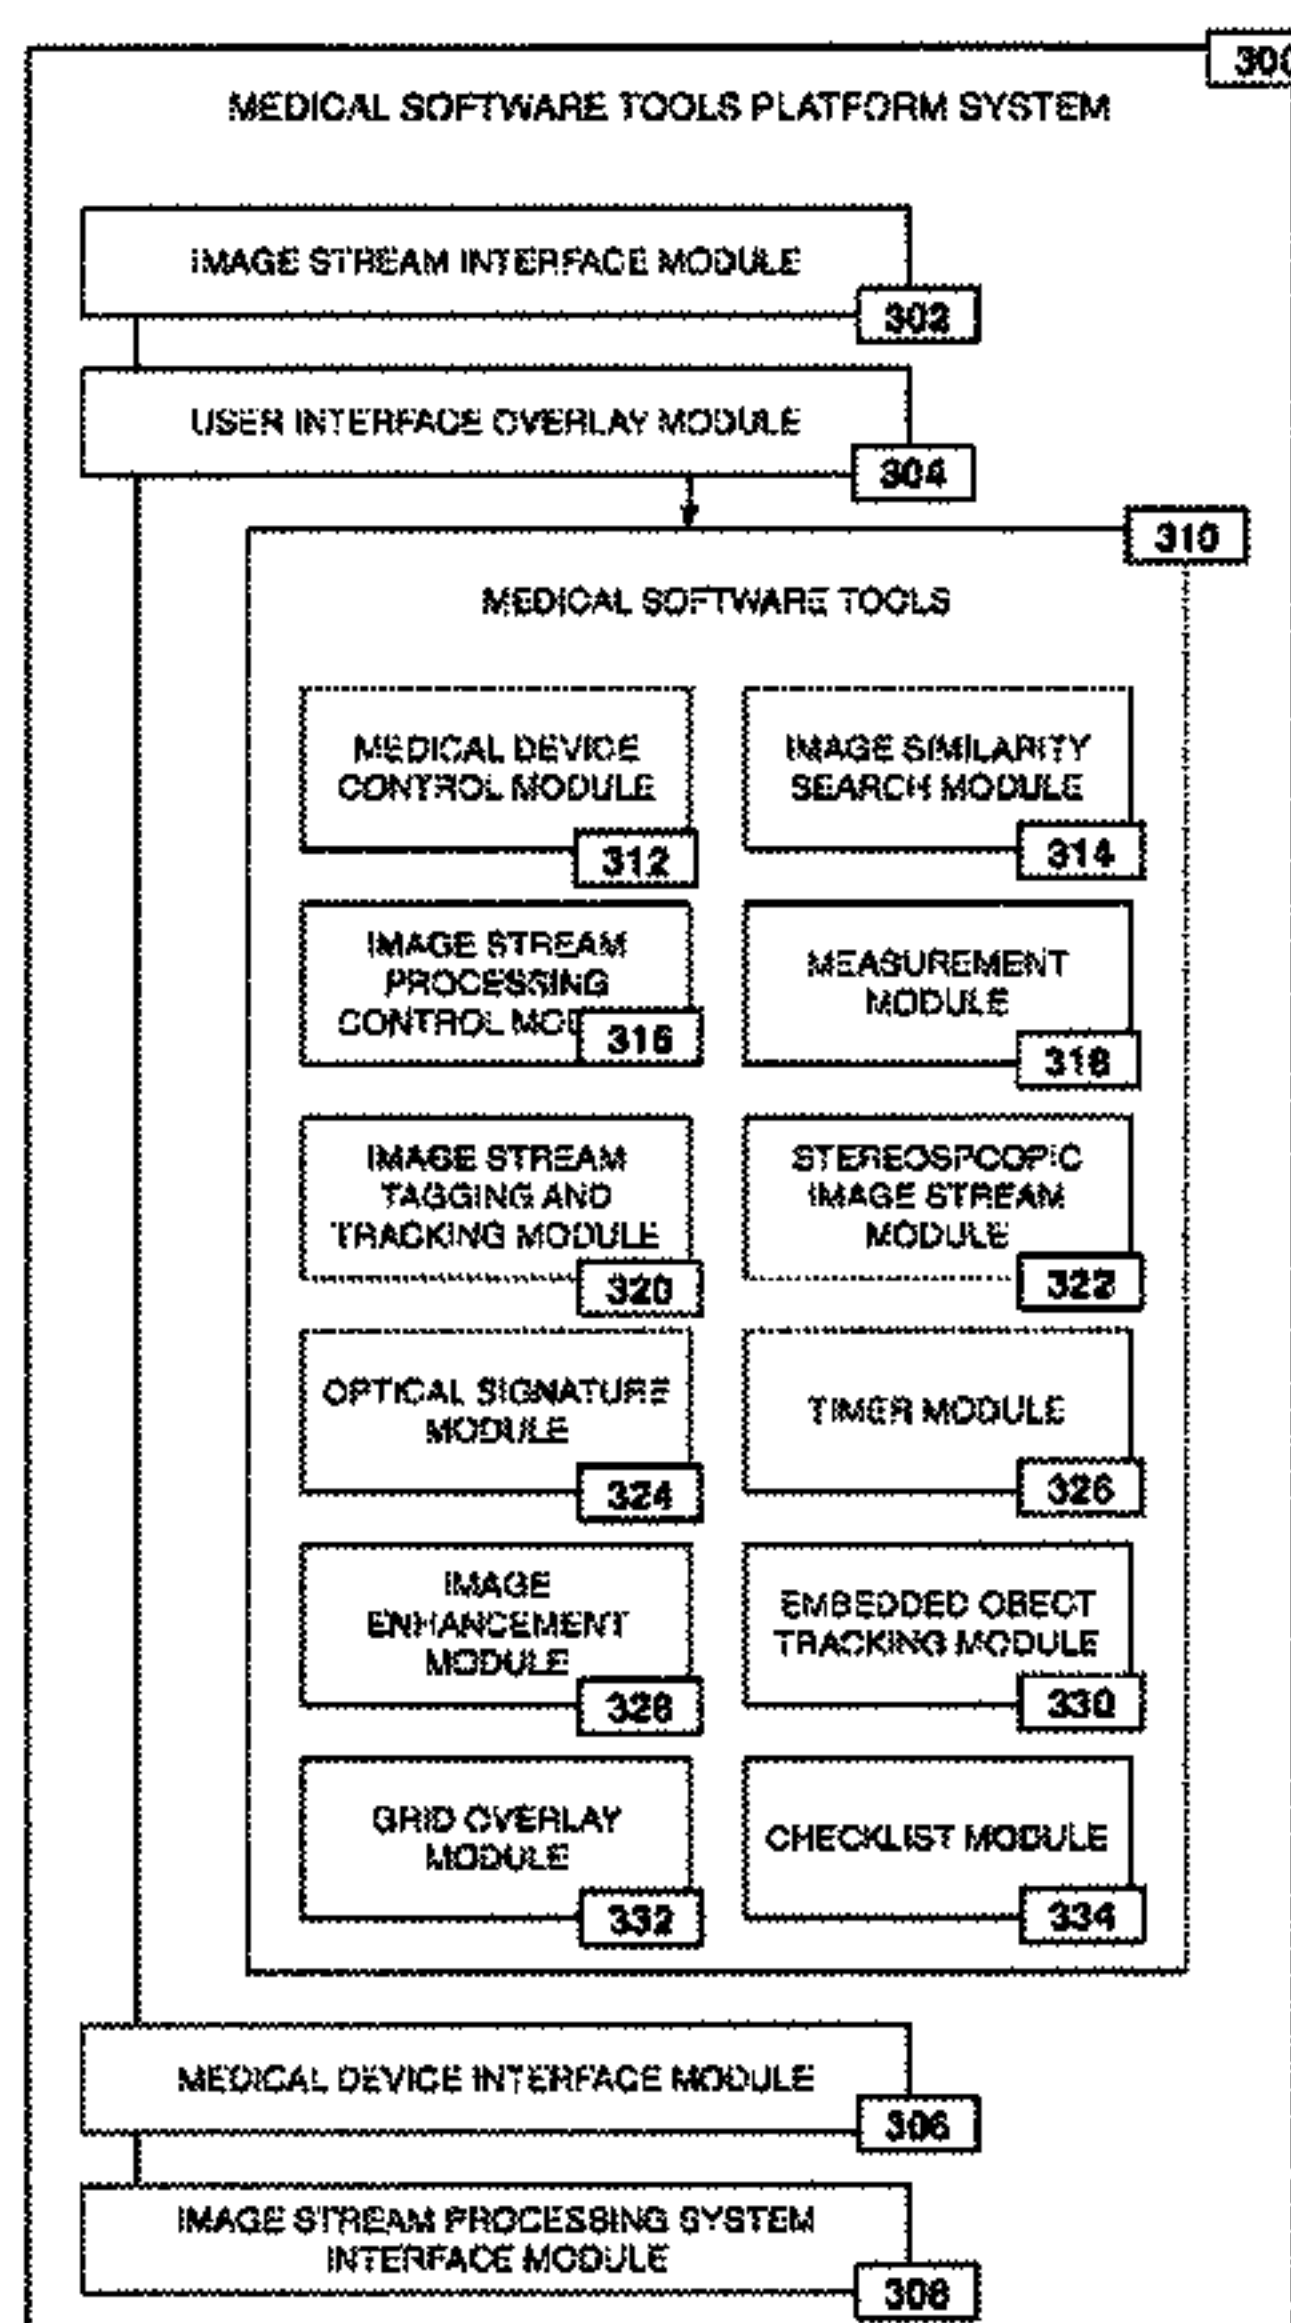 300
MEDICAL SOFTWARE TOOLS PLATFORM SYSTEM
IMAGE STREAM INTERFACE MODULE
302
USER INTERFACE OVERLAY MODULE
304
310
MEDICAL SOFTWARE TOOLS
MEDICAL DEVICE
CONTROL MODULE
312
IMAGE SIMILARITY
SEARCH MODULE
314
IMAGE STREAM
PROCESSING
CONTROL MOD
316
MEASUREMENT
MODULE
318
IMAGE STREAM
TAGGING AND
TRACKING MODULE
320
STEREOSPCOPIC
IMAGE STREAM
MODULE
322
OPTICAL SIGNATURE
MODULE
324
TIMER MODULE
326
IMAGE
ENHANCEMENT
MODULE
328
EMBEDDED OBECT
TRACKING MODULE
330
GRID OVERLAY
MODULE
332
CHECKLIST MODULE
334
MEDICAL DEVICE INTERFACE MODULE
306
IMAGE STREAM PROCESSING SYSTEM
INTERFACE MODULE
308